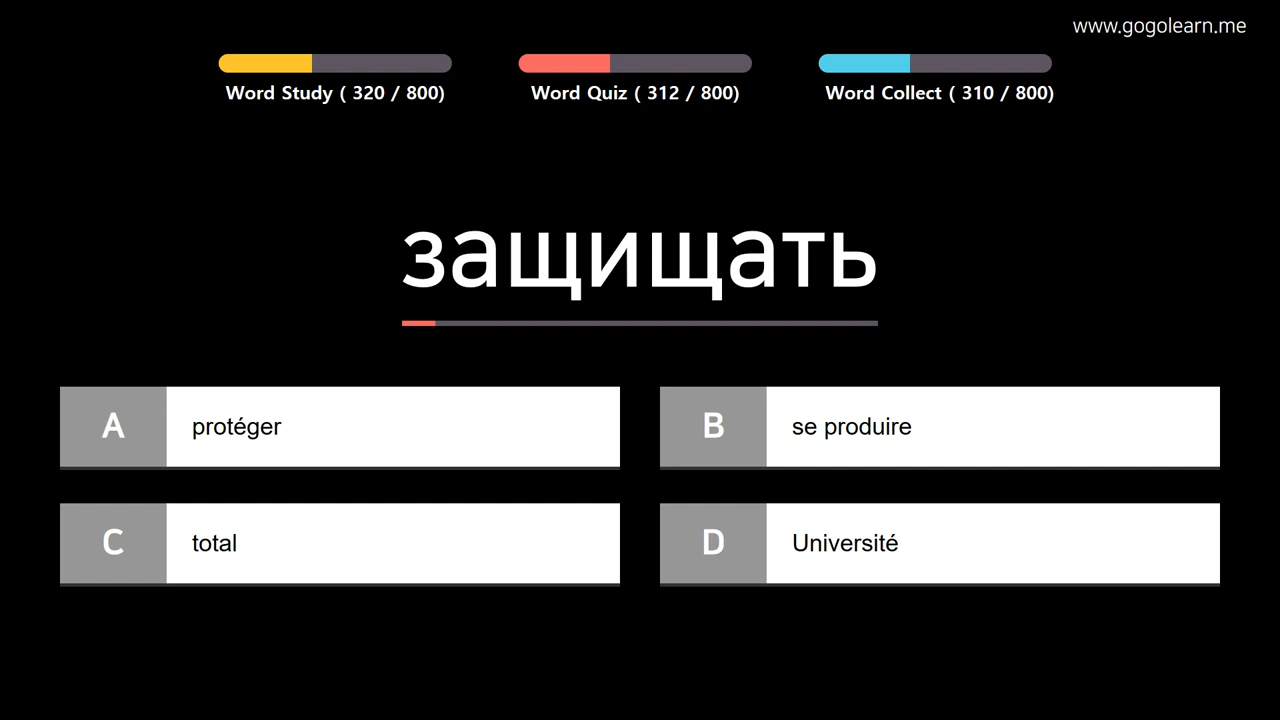 www.gogolearn.me
Word Study ( 320 / 800)
Word Quiz ( 312 / 800)
Word Collect ( 310 / 800)
защищать
A protéger
B se produire
C total
D Université